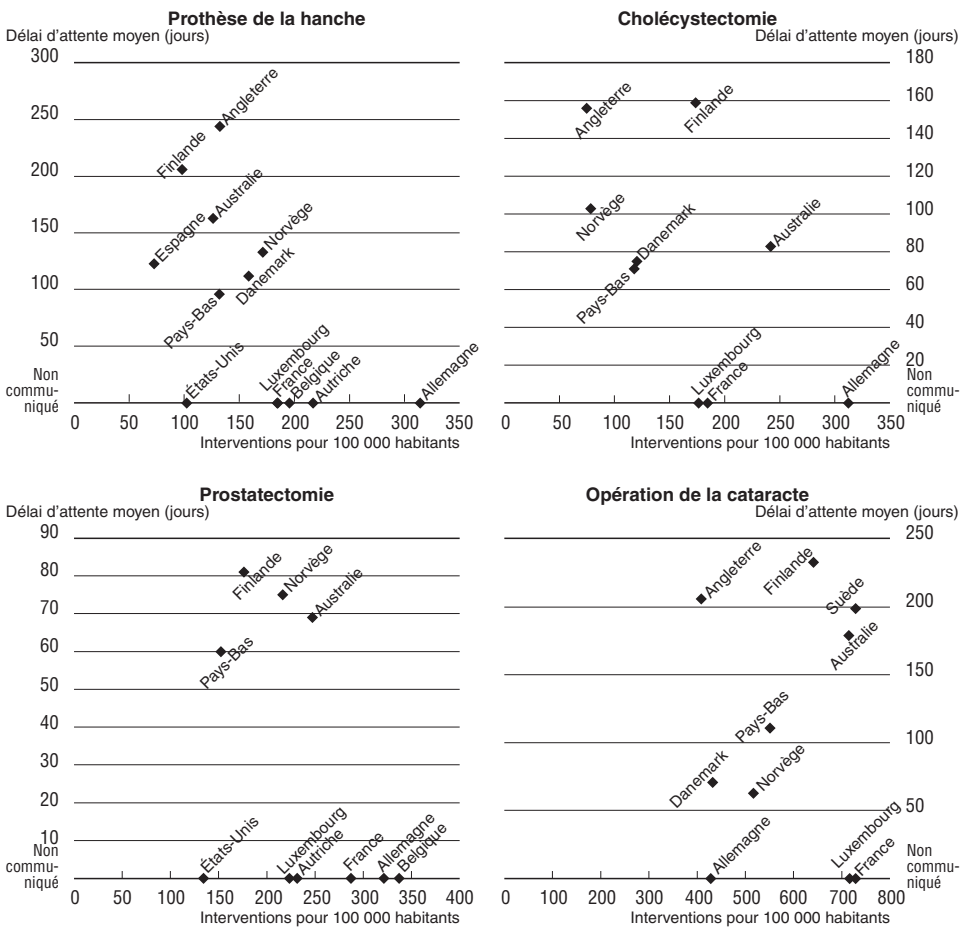 Prothèse de la hanche
Délai d'attente moyen (jours)
300
250
200
150
100
50
Non
commu-
niqué
Angleterre
Finlande
Australie
Espagne
Norvège
Danemark
Pays-Bas
États-Unis
Luxembourg
France
Belgique
Autriche
Allemagne
0 50 100 150 200 250 300 350
Interventions pour 100 000 habitants
Cholécystectomie
Délai d'attente moyen (jours)
180
160
140
120
100
80
60
40
20
Non
commu-
niqué
Angleterre
Finlande
Norvège
Danemark
Australie
Pays-Bas
Luxembourg
France
Allemagne
0 50 100 150 200 250 300 350
Interventions pour 100 000 habitants
Prostatectomie
Délai d'attente moyen (jours)
90
80
70
60
50
40
30
20
10
Non
commu-
niqué
Finlande
Norvège
Australie
Pays-Bas
États-Unis
Luxembourg
Autriche
France
Allemagne
Belgique
0 50 100 150 200 250 300 350 400
Interventions pour 100 000 habitants
Opération de la cataracte
Délai d'attente moyen (jours)
250
200
150
100
50
Non
commu-
niqué
Angleterre
Finlande
Suède
Australie
Pays-Bas
Danemark
Norvège
Allemagne
Luxembourg
France
0 100 200 300 400 500 600 700 800
Interventions pour 100 000 habitants